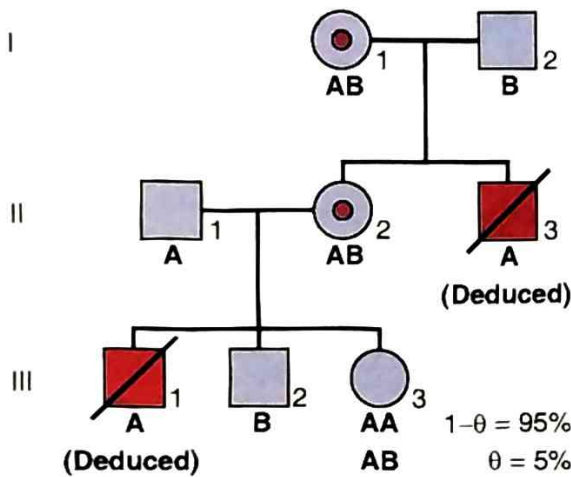 I
1
2
AB
B
II
1
2
3
A
AB
A
(Deduced)
III
1
2
3
A
B
AA
1–θ = 95%
(Deduced)
AB
θ = 5%